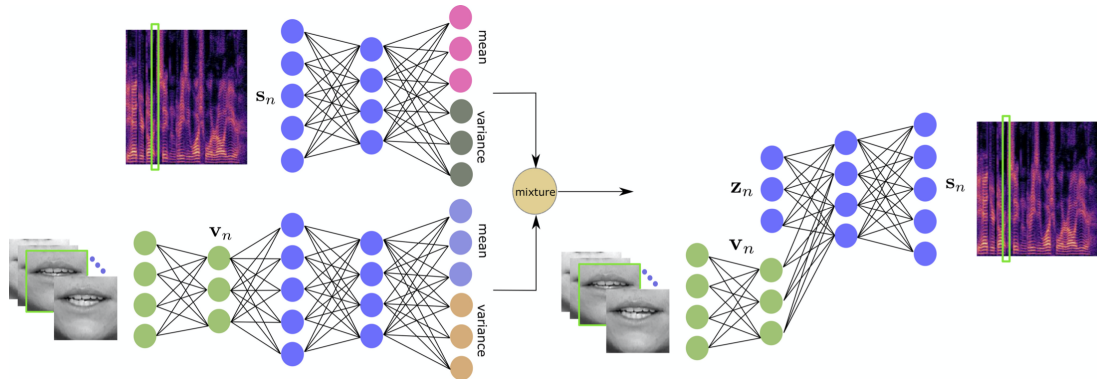 s_n
mean
variance
v_n
mean
variance
mixture
z_n
v_n
s_n